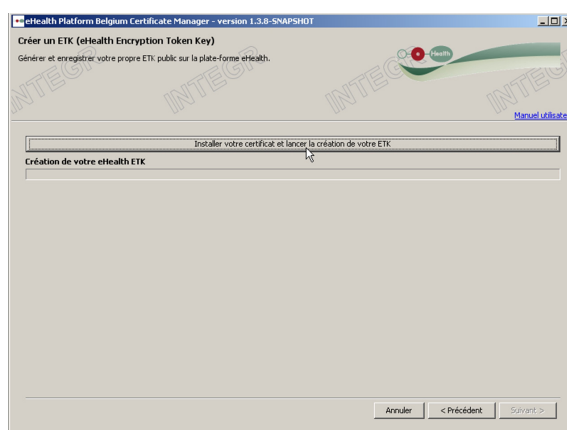 eHealth Platform Belgium Certificate Manager - version 1.3.8-SNAPSHOT
Créer un ETK (eHealth Encryption Token Key)
Générer et enregistrer votre propre ETK public sur la plate-forme eHealth.
Health
INTEGR
INTEGR
INTEGR
INTEGR
Manuel utilisate
Installer votre certificat et lancer la création de votre ETK
Création de votre eHealth ETK
Annuler
< Précédent
Suivant >